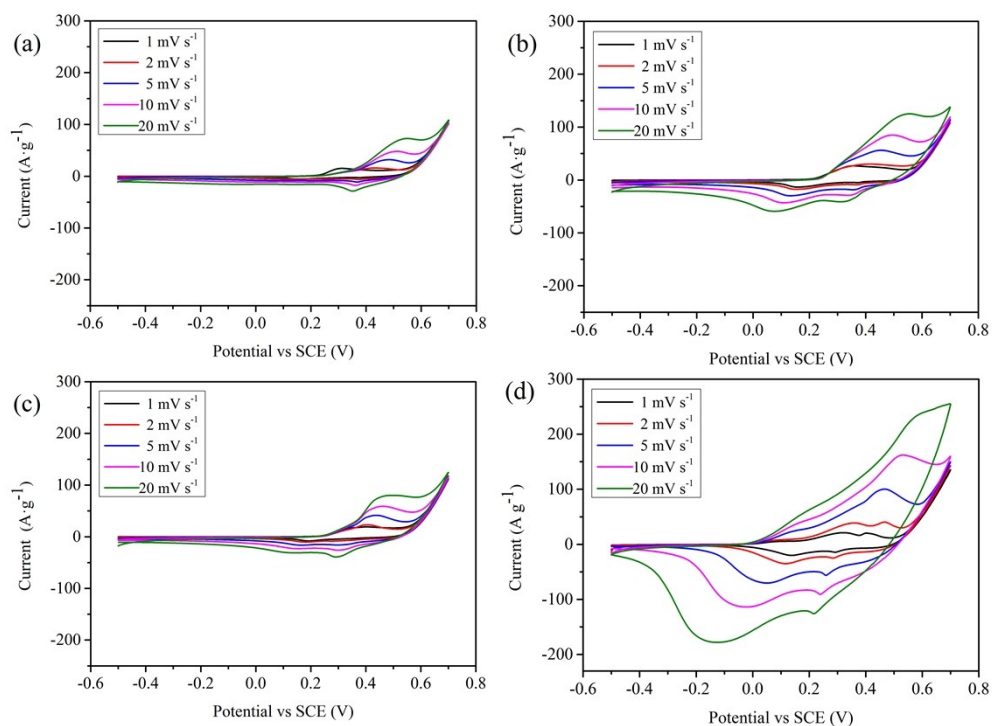 (a)
300
200
100
0
-100
-200
Current (A·g⁻¹)
1 mV s⁻¹
2 mV s⁻¹
5 mV s⁻¹
10 mV s⁻¹
20 mV s⁻¹
-0.6 -0.4 -0.2 0.0 0.2 0.4 0.6 0.8
Potential vs SCE (V)
(b)
300
200
100
0
-100
-200
Current (A·g⁻¹)
1 mV s⁻¹
2 mV s⁻¹
5 mV s⁻¹
10 mV s⁻¹
20 mV s⁻¹
-0.6 -0.4 -0.2 0.0 0.2 0.4 0.6 0.8
Potential vs SCE (V)
(c)
300
200
100
0
-100
-200
Current (A·g⁻¹)
1 mV s⁻¹
2 mV s⁻¹
5 mV s⁻¹
10 mV s⁻¹
20 mV s⁻¹
-0.6 -0.4 -0.2 0.0 0.2 0.4 0.6 0.8
Potential vs SCE (V)
(d)
300
200
100
0
-100
-200
Current (A g⁻¹)
1 mV s⁻¹
2 mV s⁻¹
5 mV s⁻¹
10 mV s⁻¹
20 mV s⁻¹
-0.6 -0.4 -0.2 0.0 0.2 0.4 0.6 0.8
Potential vs SCE (V)